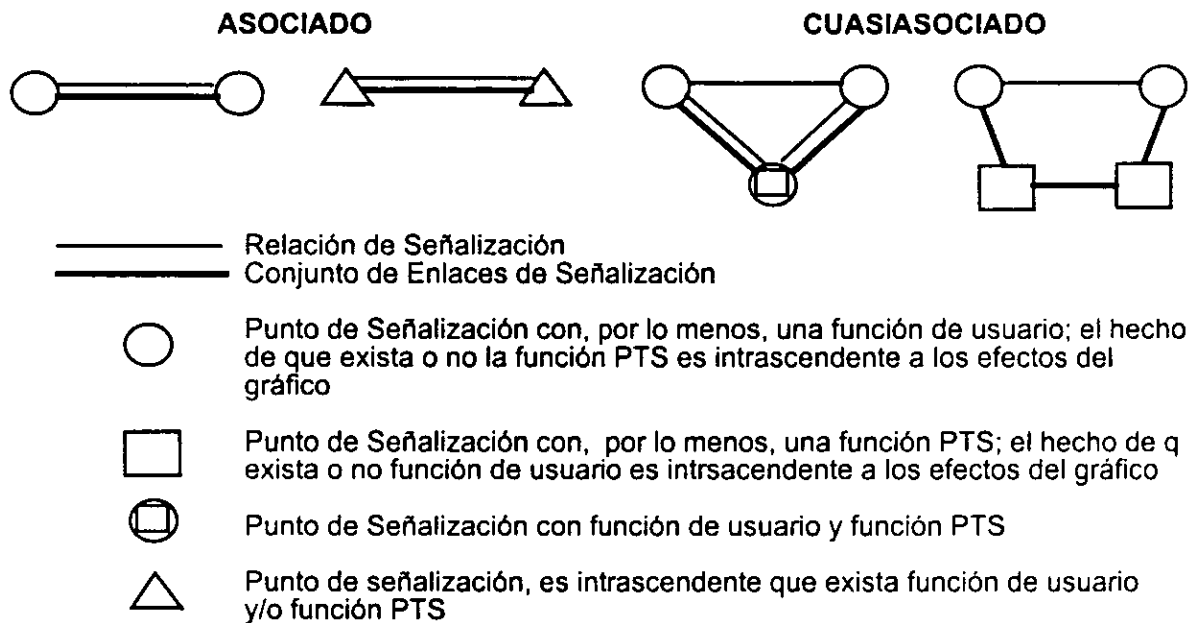 ASOCIADO
CUASIASOCIADO
Relación de Señalización
Conjunto de Enlaces de Señalización
Punto de Señalización con, por lo menos, una función de usuario; el hecho
de que exista o no la función PTS es intrascendente a los efectos del
gráfico
Punto de Señalización con, por lo menos, una función PTS; el hecho de q
exista o no función de usuario es intrsacendente a los efectos del gráfico
Punto de Señalización con función de usuario y función PTS
Punto de señalización, es intrascendente que exista función de usuario
y/o función PTS